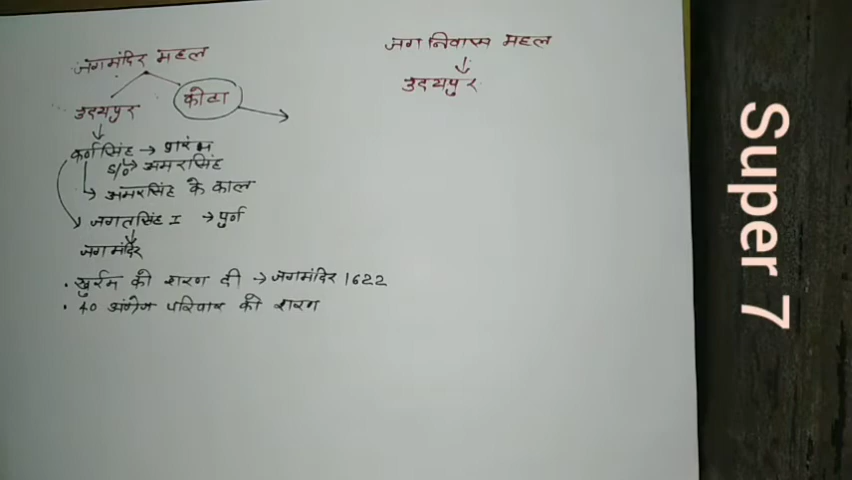 जगमंदिर महल
उदयपुर
कोटा
कर्णसिंह → प्रारंभ
S/o → अमरसिंह
→ अमरसिंह के काल
जगतसिंह I → पुर्ण
जगमंदिर
• खुर्रम को शरण दी → जगमंदिर 1622
• 40 अंग्रेज परिवार को शरण
जग निवास महल
उदयपुर
Super 7